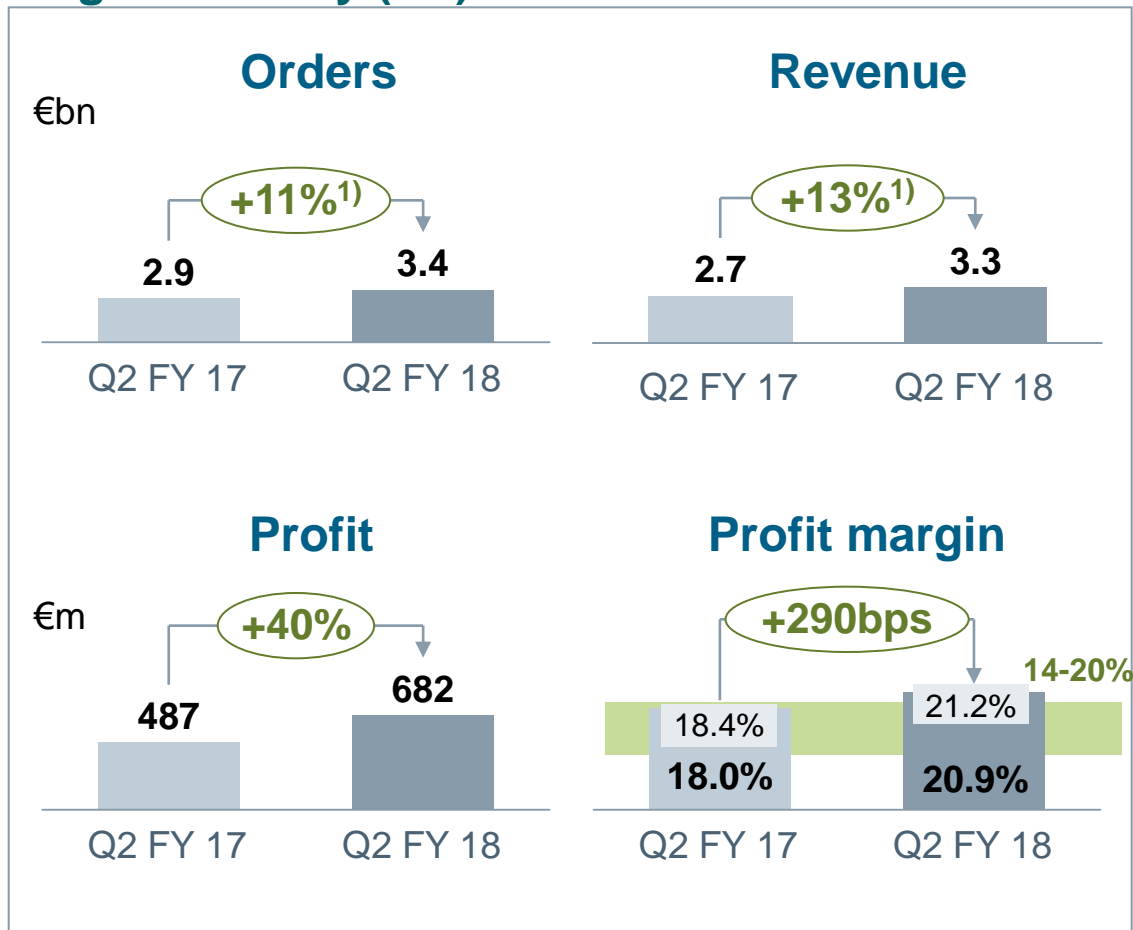 Orders
Revenue
€bn
+11%1)
+13%1)
2.9
3.4
2.7
3.3
Q2 FY 17
Q2 FY 18
Q2 FY 17
Q2 FY 18
Profit
Profit margin
€m
+40%
+290bps
14-20%
487
682
18.4%
21.2%
18.0%
20.9%
Q2 FY 17
Q2 FY 18
Q2 FY 17
Q2 FY 18